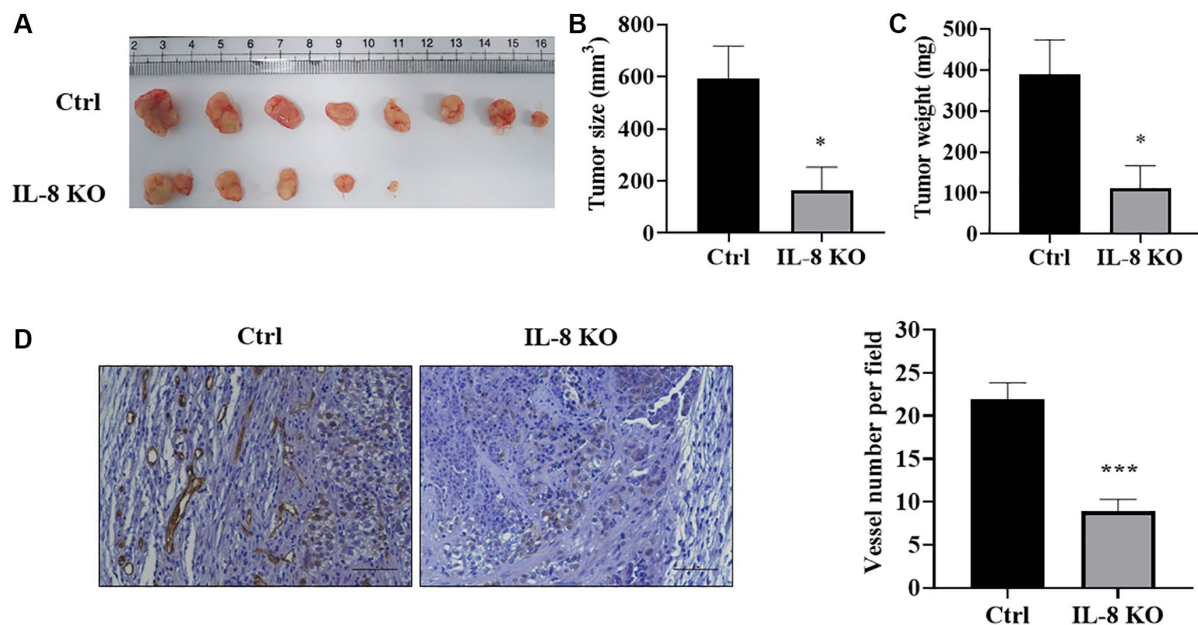 A
2 3 4 5 6 7 8 9 10 11 12 13 14 15 16
Ctrl
IL-8 KO
B
Tumor size (mm3)
800
600
400
200
0
*
Ctrl IL-8 KO
C
Tumor weight (mg)
500
400
300
200
100
0
*
Ctrl IL-8 KO
D
Ctrl IL-8 KO
Vessel number per field
30
25
20
15
10
5
0
***
Ctrl IL-8 KO